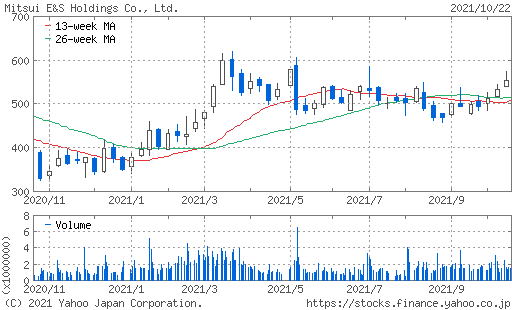 Mitsui E&S Holdings Co., Ltd. 2021/10/22
700
13-week MA
26-week MA
600
500
400
300
2020/11 2021/1 2021/3 2021/5 2021/7 2021/9
8
Volume
6
4
2
0
(x1000000)
2020/11 2021/1 2021/3 2021/5 2021/7 2021/9
(C) 2021 Yahoo Japan Corporation. https://stocks.finance.yahoo.co.jp